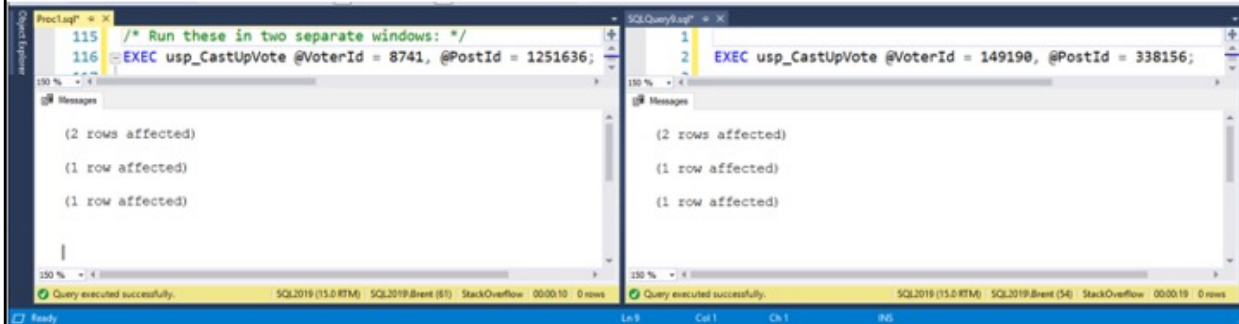 Object Explorer
Proc1.sql*
115 /* Run these in two separate windows: */
116 EXEC usp_CastUpVote @VoterId = 8741, @PostId = 1251636;
150 %
Messages
(2 rows affected)
(1 row affected)
(1 row affected)
150 %
Query executed successfully. SQL2019 (15.0 RTM) SQL2019\Brent (61) StackOverflow 00:00:10 0 rows
SQLQuery9.sql*
1
2 EXEC usp_CastUpVote @VoterId = 149190, @PostId = 338156;
150 %
Messages
(2 rows affected)
(1 row affected)
(1 row affected)
150 %
Query executed successfully. SQL2019 (15.0 RTM) SQL2019\Brent (54) StackOverflow 00:00:19 0 rows
Ready Ln 9 Col 1 Ch 1 INS